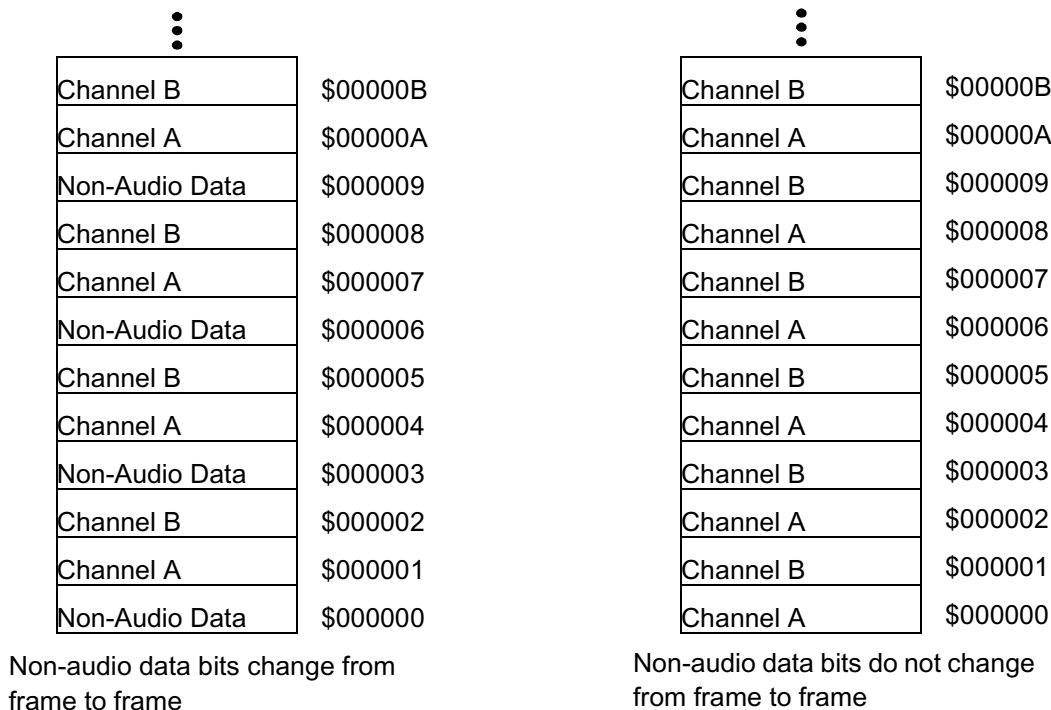 Channel B $00000B
Channel A $00000A
Non-Audio Data $000009
Channel B $000008
Channel A $000007
Non-Audio Data $000006
Channel B $000005
Channel A $000004
Non-Audio Data $000003
Channel B $000002
Channel A $000001
Non-Audio Data $000000
Non-audio data bits change from
frame to frame
Channel B $00000B
Channel A $00000A
Channel B $000009
Channel A $000008
Channel B $000007
Channel A $000006
Channel B $000005
Channel A $000004
Channel B $000003
Channel A $000002
Channel B $000001
Channel A $000000
Non-audio data bits do not change
from frame to frame